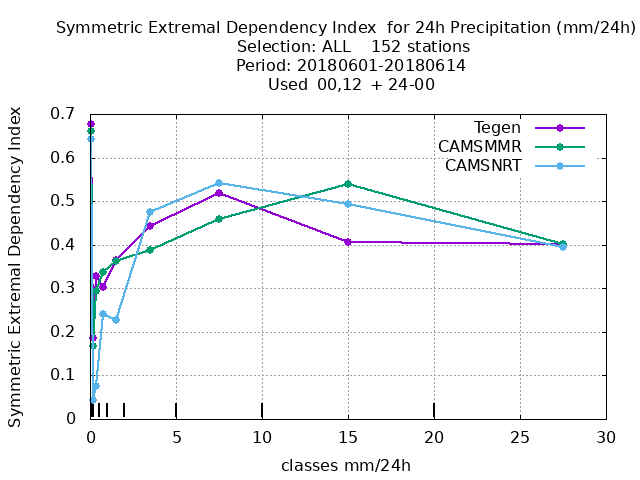 Symmetric Extremal Dependency Index  for 24h Precipitation (mm/24h)
Selection: ALL    152 stations
Period: 20180601-20180614
Used  00,12  + 24-00
Symmetric Extremal Dependency Index
0.7
0.6
0.5
0.4
0.3
0.2
0.1
0
Tegen
CAMSMMR
CAMSNRT
0 5 10 15 20 25 30
classes mm/24h